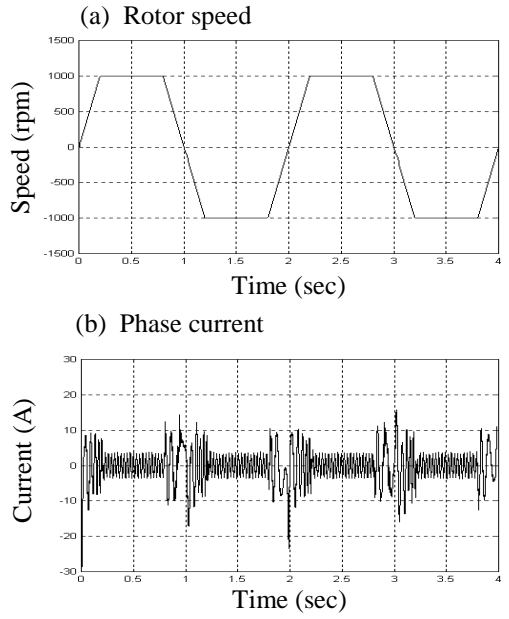 (a) Rotor speed
1500
1000
500
0
-500
-1000
-1500
Speed (rpm)
0 0.5 1 1.5 2 2.5 3 3.5 4
Time (sec)
(b) Phase current
30
20
10
0
-10
-20
-30
Current (A)
0 0.5 1 1.5 2 2.5 3 3.5 4
Time (sec)